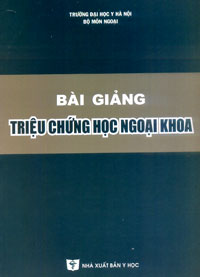 TRƯỜNG ĐẠI HỌC Y HÀ NỘI
BỘ MÔN NGOẠI
BÀI GIẢNG
TRIỆU CHỨNG HỌC NGOẠI KHOA
NHÀ XUẤT BẢN Y HỌC